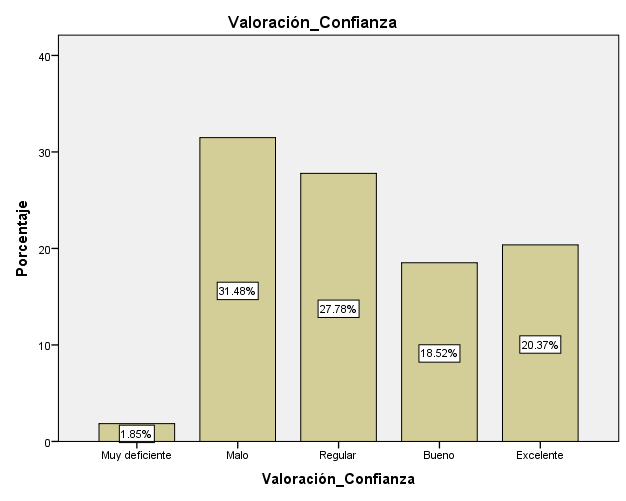 Valoración_Confianza
40
30
20
10
0
Porcentaje
31.48%
27.78%
18.52%
20.37%
1.85%
Muy deficiente Malo Regular Bueno Excelente
Valoración_Confianza